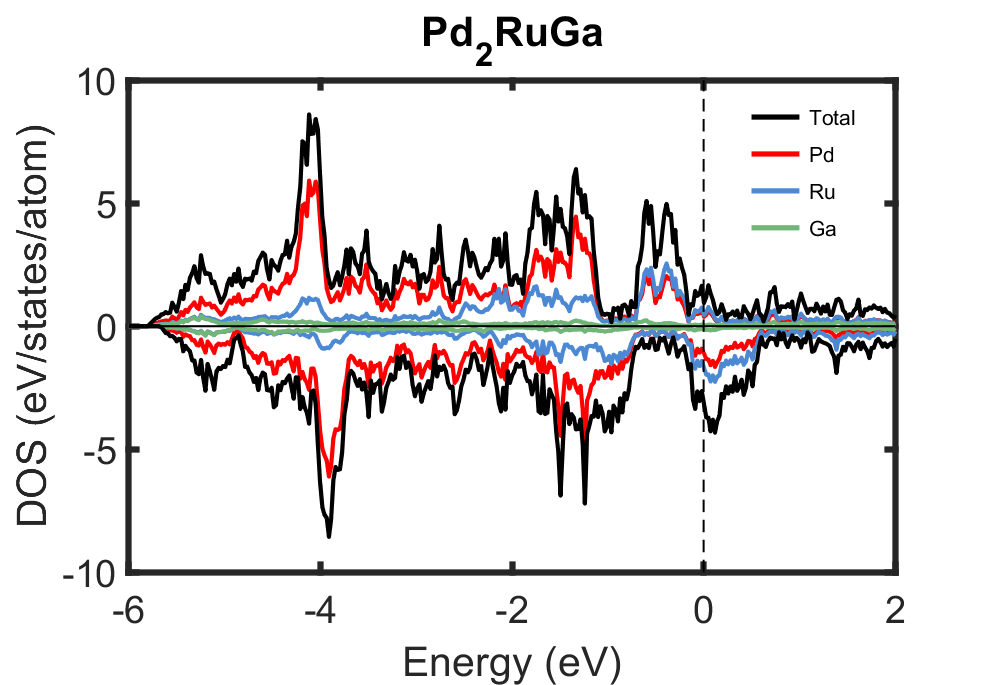 Pd2RuGa
DOS (eV/states/atom)
10
5
0
-5
-10
Total
Pd
Ru
Ga
-6
-4
-2
0
2
Energy (eV)